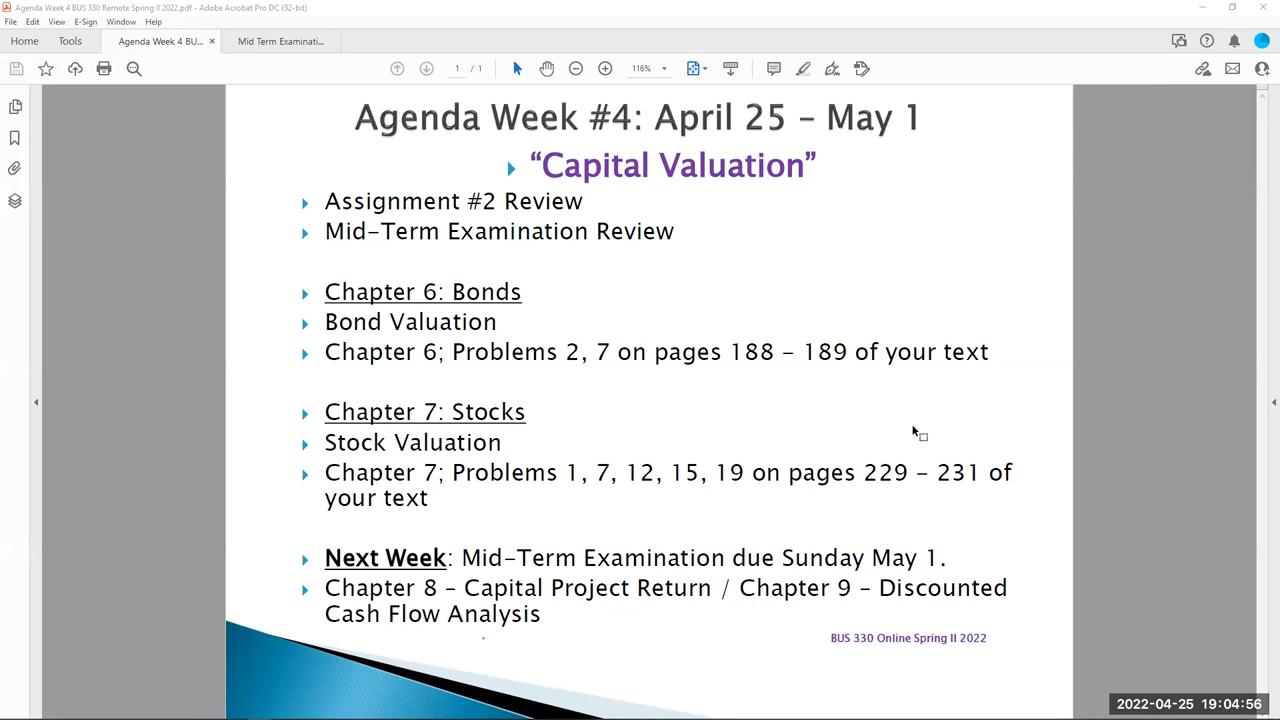 Agenda Week 4 BUS 330 Remote Spring II 2022.pdf - Adobe Acrobat Pro DC (32-bit)
File Edit View E-Sign Window Help
Home Tools Agenda Week 4 BU... × Mid Term Examinati...
1 / 1 116%
Agenda Week #4: April 25 – May 1
“Capital Valuation”
Assignment #2 Review
Mid-Term Examination Review
Chapter 6: Bonds
Bond Valuation
Chapter 6; Problems 2, 7 on pages 188 – 189 of your text
Chapter 7: Stocks
Stock Valuation
Chapter 7; Problems 1, 7, 12, 15, 19 on pages 229 – 231 of
your text
Next Week: Mid-Term Examination due Sunday May 1.
Chapter 8 – Capital Project Return / Chapter 9 – Discounted
Cash Flow Analysis
BUS 330 Online Spring II 2022
2022-04-25 19:04:56